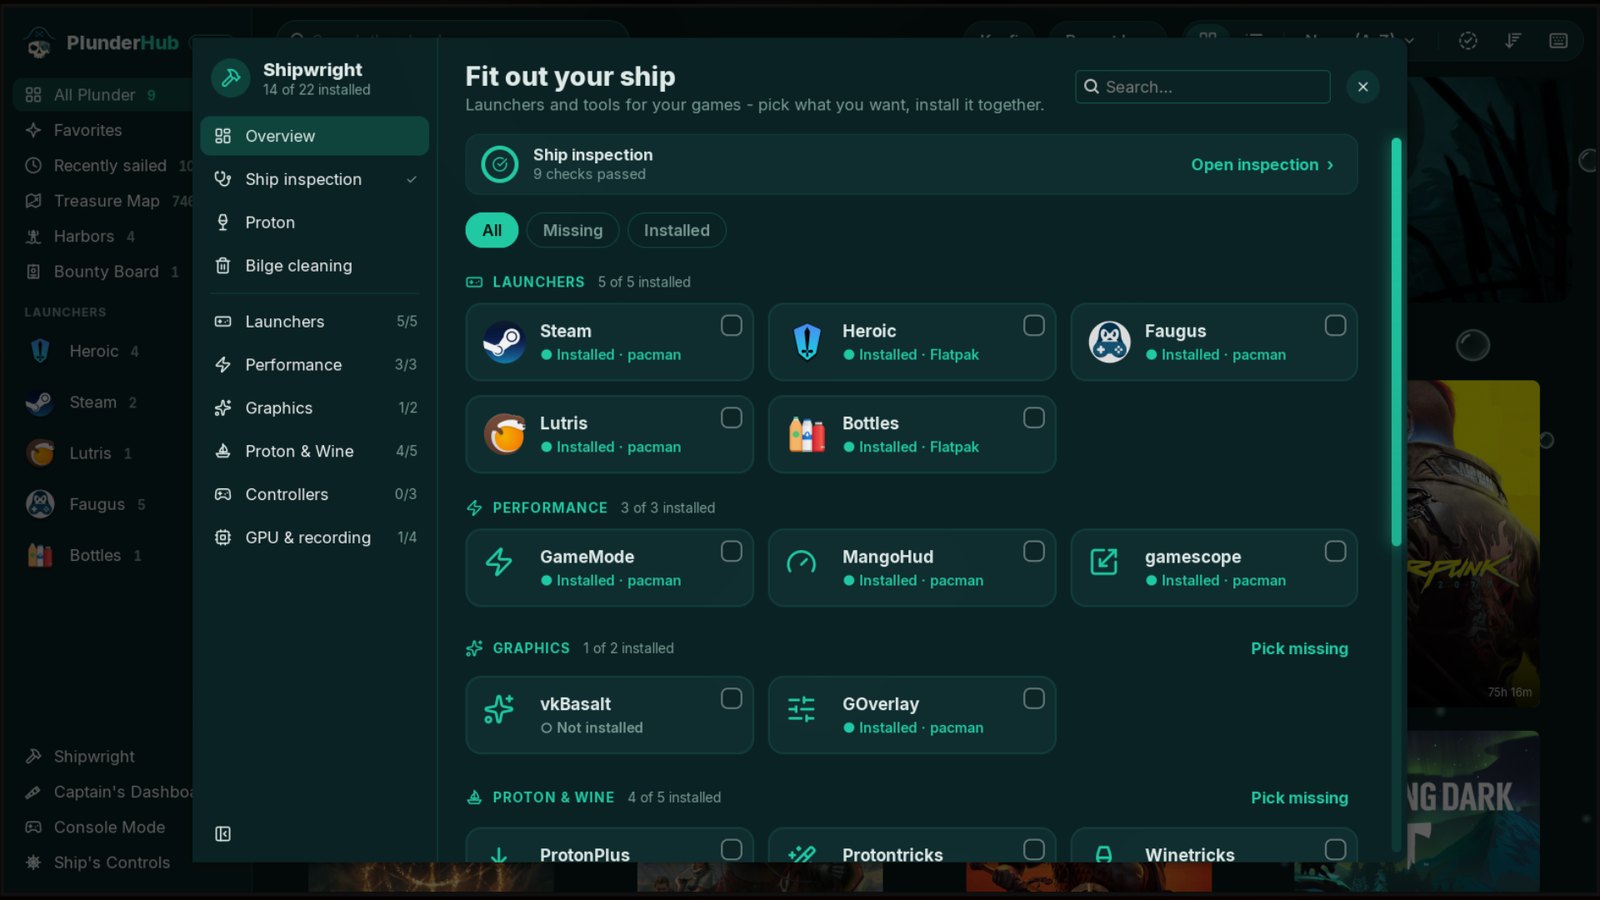 PlunderHub
All Plunder 9
Favorites
Recently sailed 10
Treasure Map 746
Harbors 4
Bounty Board 1
LAUNCHERS
Heroic 4
Steam 2
Lutris 1
Faugus 5
Bottles 1
Shipwright
Captain's Dashboa
Console Mode
Ship's Controls
Shipwright
14 of 22 installed
Overview
Ship inspection
Proton
Bilge cleaning
Launchers 5/5
Performance 3/3
Graphics 1/2
Proton & Wine 4/5
Controllers 0/3
GPU & recording 1/4
Fit out your ship
Launchers and tools for your games - pick what you want, install it together.
Search...
Ship inspection
9 checks passed
Open inspection ›
All Missing Installed
LAUNCHERS 5 of 5 installed
Steam
Installed · pacman
Heroic
Installed · Flatpak
Faugus
Installed · pacman
Lutris
Installed · pacman
Bottles
Installed · Flatpak
PERFORMANCE 3 of 3 installed
GameMode
Installed · pacman
MangoHud
Installed · pacman
gamescope
Installed · pacman
GRAPHICS 1 of 2 installed
Pick missing
vkBasalt
Not installed
GOverlay
Installed · pacman
PROTON & WINE 4 of 5 installed
Pick missing
ProtonPlus
Protontricks
Winetricks
RPUNK
2077
75h 16m
NG DARK